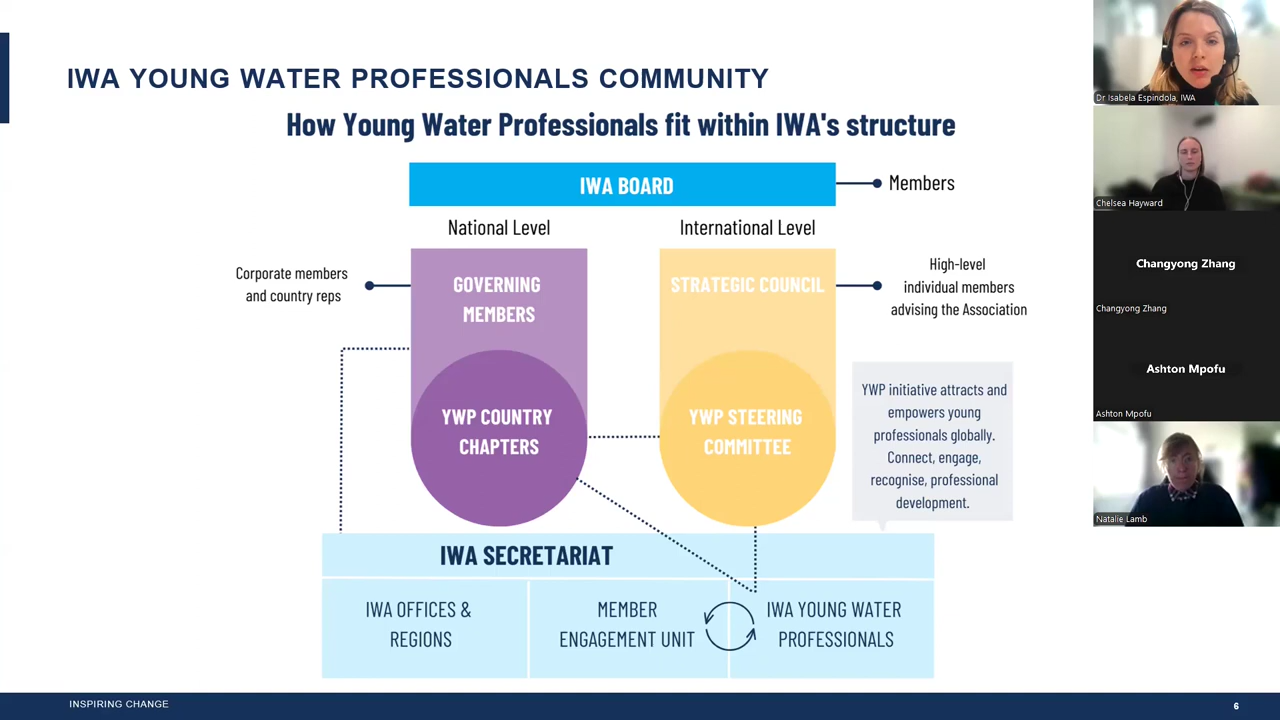 IWA YOUNG WATER PROFESSIONALS COMMUNITY
How Young Water Professionals fit within IWA's structure
IWA BOARD
Members
National Level
International Level
Corporate members
and country reps
GOVERNING
MEMBERS
STRATEGIC COUNCIL
High-level
individual members
advising the Association
YWP COUNTRY
CHAPTERS
YWP STEERING
COMMITTEE
YWP initiative attracts and
empowers young
professionals globally.
Connect, engage,
recognise, professional
development.
IWA SECRETARIAT
IWA OFFICES &
REGIONS
MEMBER
ENGAGEMENT UNIT
IWA YOUNG WATER
PROFESSIONALS
INSPIRING CHANGE
6
Dr Isabela Espindola, IWA
Chelsea Hayward
Changyong Zhang
Changyong Zhang
Ashton Mpofu
Ashton Mpofu
Natalie Lamb